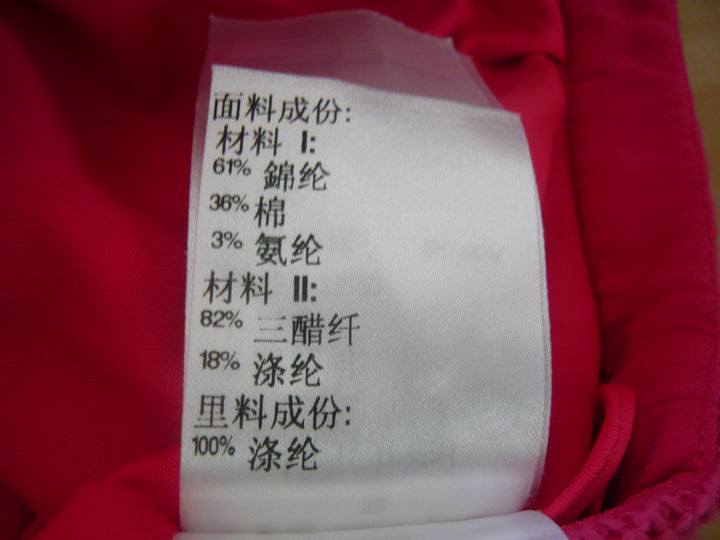 面料成份:
材料 I:
61% 錦纶
36% 棉
3% 氨纶
材料 II:
82% 三醋纤
18% 涤纶
里料成份:
100% 涤纶